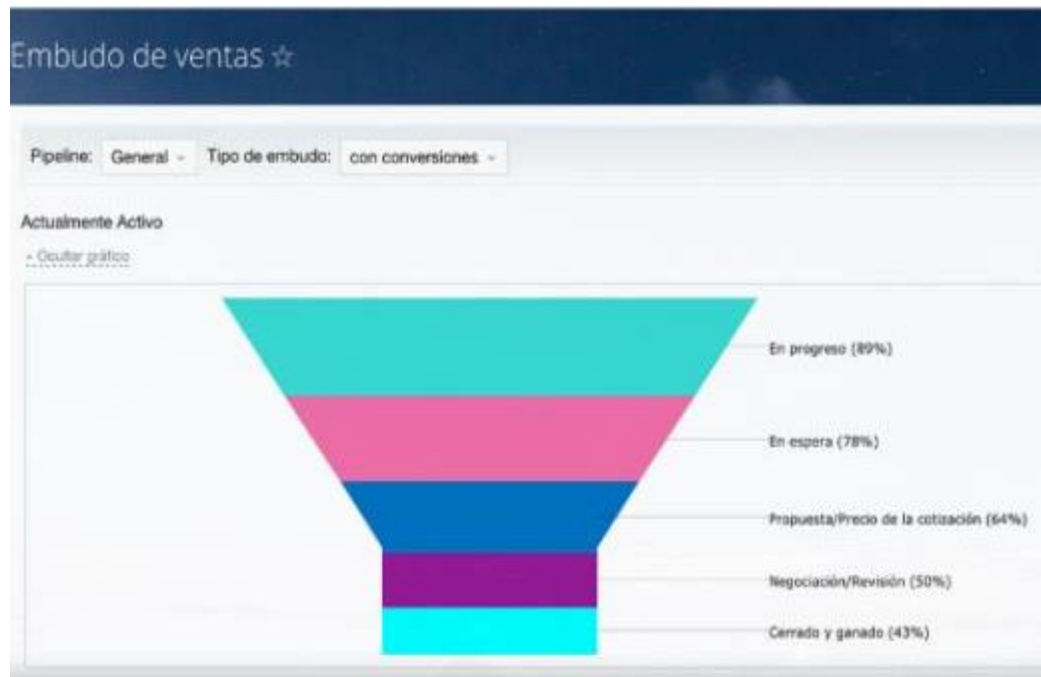 Embudo de ventas ☆
Pipeline: General Tipo de embudo: con conversiones
Actualmente Activo
Ocultar gráfico
En progreso (89%)
En espera (78%)
Propuesta/Precio de la cotización (64%)
Negociación/Revisión (50%)
Cerrado y ganado (43%)